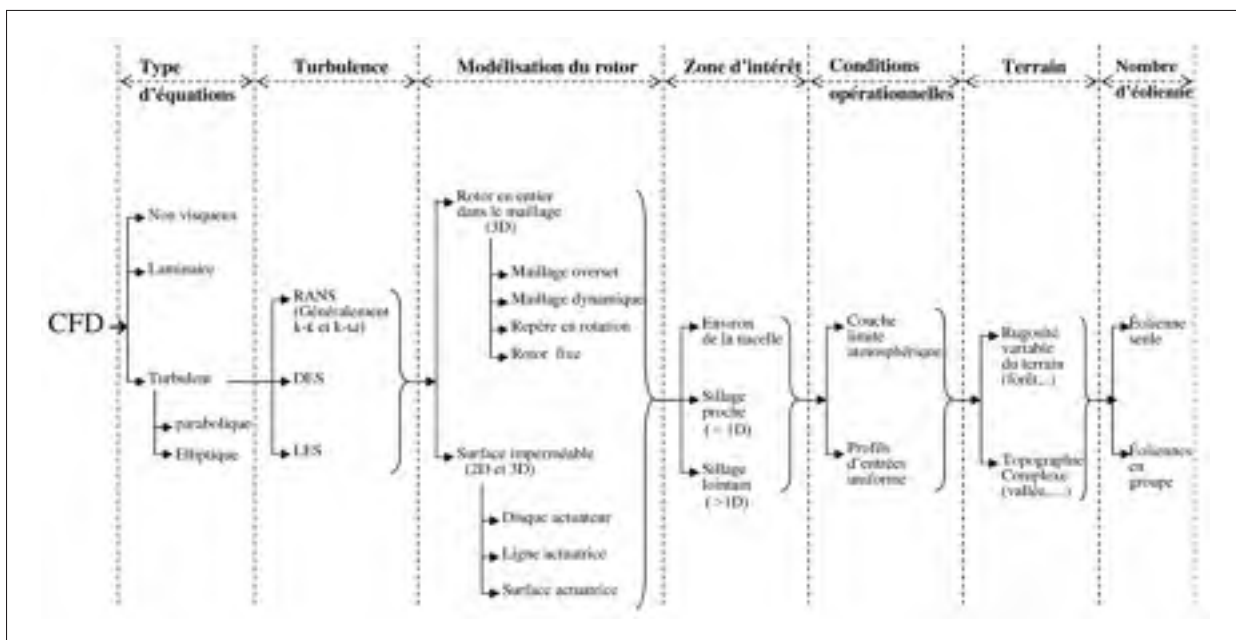 Type
d'équations
Turbulence
Modélisation du rotor
Zone d'intérêt
Conditions
opérationnelles
Terrain
Nombre
d'éolienne
CFD
Non visqueux
Laminaire
Turbulent
parabolique
Elliptique
RANS
(Généralement
k-ε et k-ω)
DES
LES
Rotor en entier
dans le maillage
(3D)
Maillage overset
Maillage dynamique
Repère en rotation
Rotor fixe
Surface imperméable
(2D et 3D)
Disque actuateur
Ligne actuatrice
Surface actuatrice
Environ
de la nacelle
Sillage
proche
(< 1D)
Sillage
lointain
(>1D)
Couche
limite
atmosphérique
Profils
d'entrées
uniforme
Rugosité
variable
du terrain
(forêt,...)
Topographie
Complexe
(vallée,....)
Éolienne
seule
Éoliennes
en
groupe